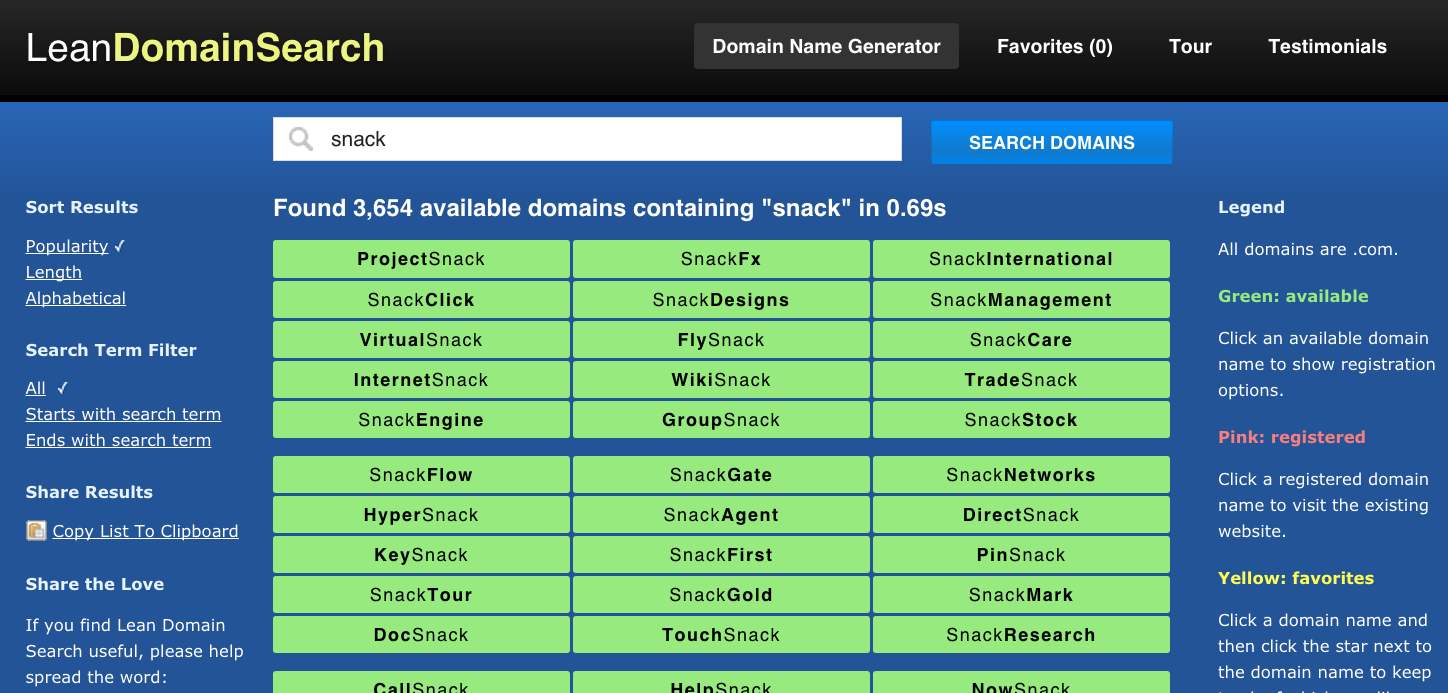 LeanDomainSearch
Domain Name Generator
Favorites (0)
Tour
Testimonials
snack
SEARCH DOMAINS
Sort Results
Popularity ✓
Length
Alphabetical
Search Term Filter
All ✓
Starts with search term
Ends with search term
Share Results
Copy List To Clipboard
Share the Love
If you find Lean Domain
Search useful, please help
spread the word:
Found 3,654 available domains containing "snack" in 0.69s
ProjectSnack SnackFx SnackInternational
SnackClick SnackDesigns SnackManagement
VirtualSnack FlySnack SnackCare
InternetSnack WikiSnack TradeSnack
SnackEngine GroupSnack SnackStock
SnackFlow SnackGate SnackNetworks
HyperSnack SnackAgent DirectSnack
KeySnack SnackFirst PinSnack
SnackTour SnackGold SnackMark
DocSnack TouchSnack SnackResearch
CallSnack HelpSnack NowSnack
Legend
All domains are .com.
Green: available
Click an available domain
name to show registration
options.
Pink: registered
Click a registered domain
name to visit the existing
website.
Yellow: favorites
Click a domain name and
then click the star next to
the domain name to keep